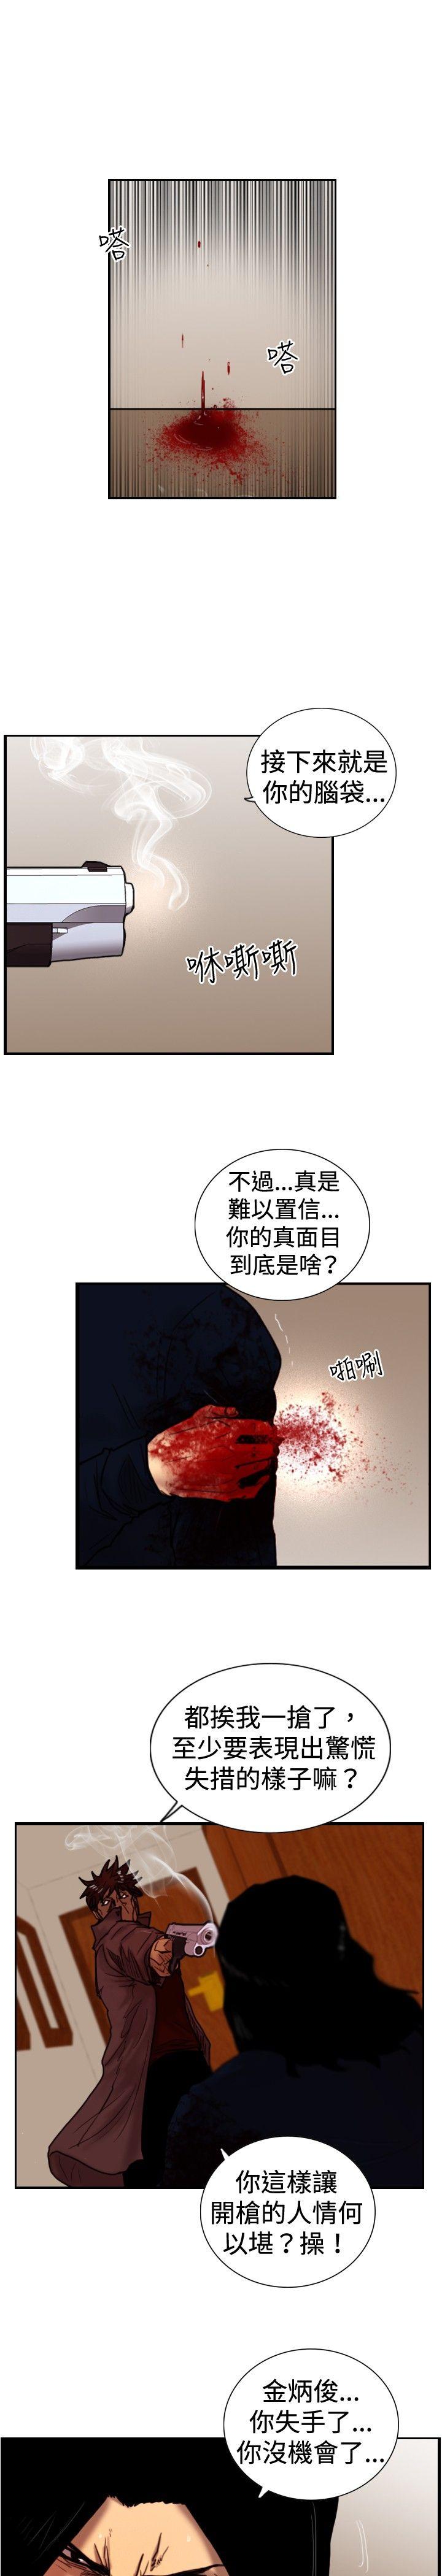 嗒
嗒
接下來就是
你的腦袋...
咻嘶嘶
不過...真是
難以置信...
你的真面目
到底是啥？
啪唰
都挨我一搶了，
至少要表現出驚慌
失措的樣子嘛？
你這樣讓
開槍的人情何
以堪？操！
金炳俊...
你失手了...
你沒機會了...